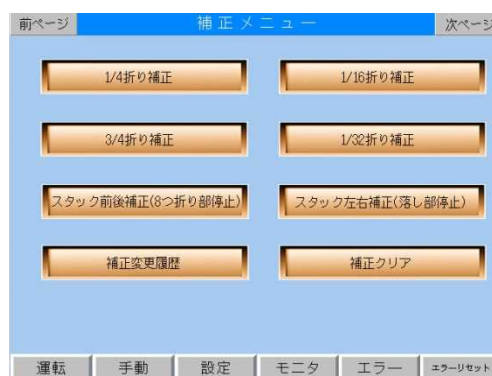 前ページ
補正メニュー
次ページ
1/4折り補正
1/16折り補正
3/4折り補正
1/32折り補正
スタック前後補正(8つ折り部停止)
スタック左右補正(落し部停止)
補正変更履歴
補正クリア
運転
手動
設定
モニタ
エラー
エラーリセット